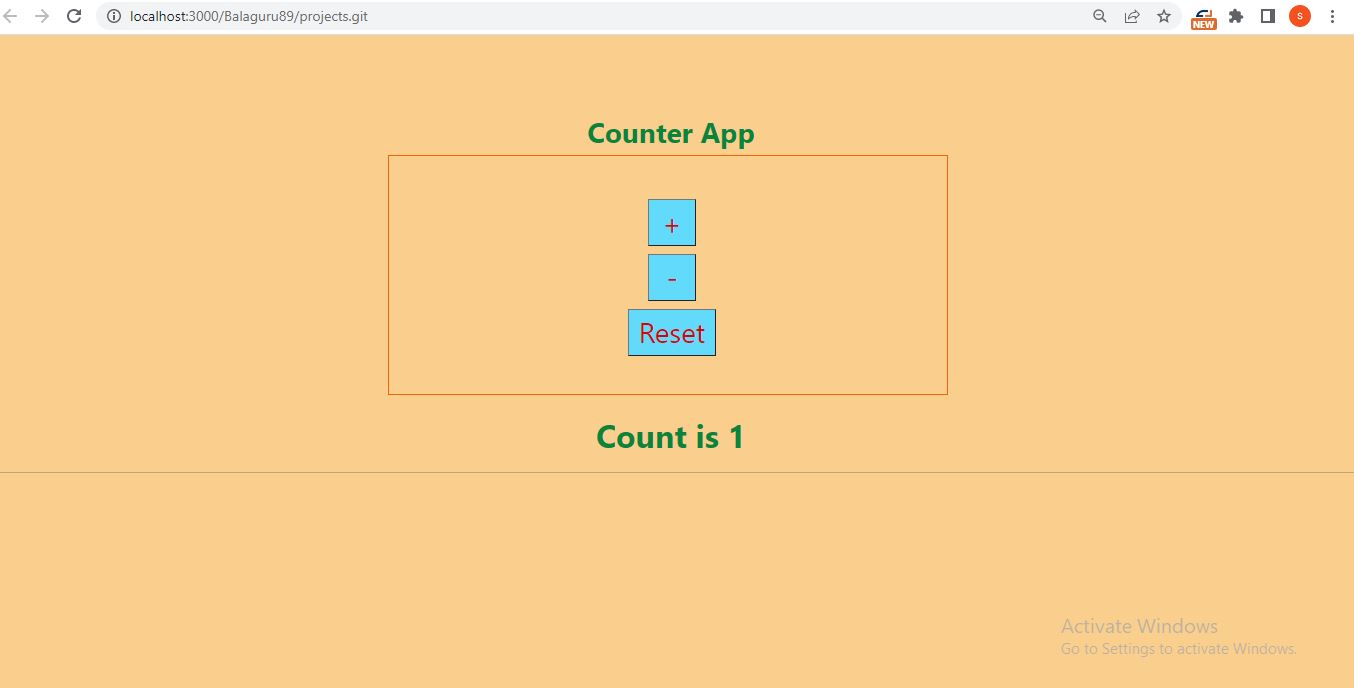 localhost:3000/Balaguru89/projects.git
NEW
S
Counter App
+
-
Reset
Count is 1
Activate Windows
Go to Settings to activate Windows.